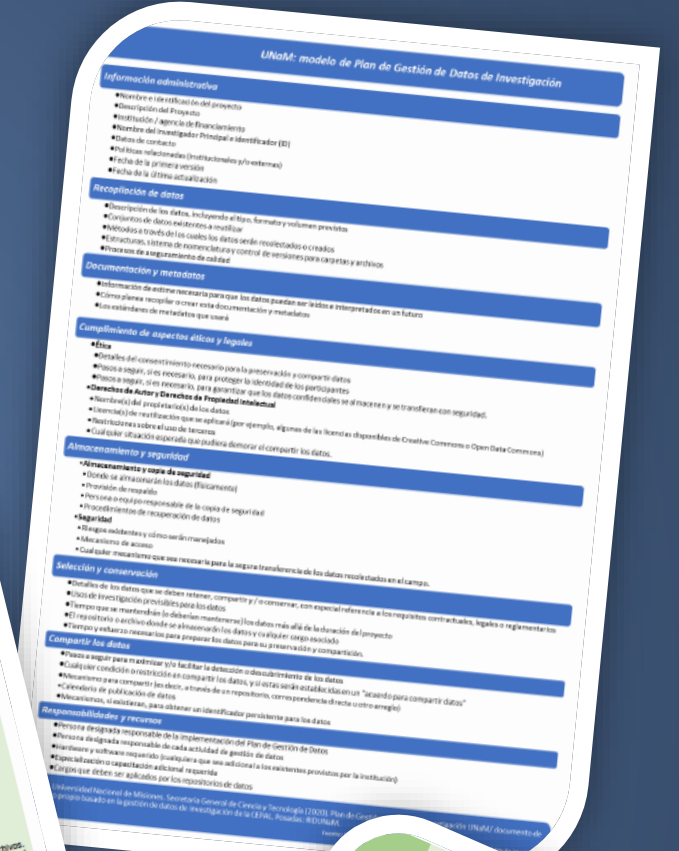 UNaM: modelo de Plan de Gestión de Datos de Investigación
Información administrativa
•Nombre e identificación del proyecto
•Descripción del Proyecto
•Institución / agencia de financiamiento
•Nombre del Investigador Principal e Identificador (ID)
•Datos de contacto
•Políticas relacionadas (institucionales y/o externas)
•Fecha de la primera versión
•Fecha de la última actualización
Recopilación de datos
•Descripción de los datos, incluyendo el tipo, formato y volumen previstos
•Conjuntos de datos existentes a reutilizar
•Métodos a través de los cuales los datos serán recolectados o creados
•Estructuras, sistema de nomenclatura y control de versiones para carpetas y archivos
•Procesos de aseguramiento de calidad
Documentación y metadatos
•Información de estima necesaria para que los datos puedan ser leídos e interpretados en un futuro
•Cómo planea recopilar o crear esta documentación y metadatos
•Los estándares de metadatos que usará
Cumplimiento de aspectos éticos y legales
•Ética
•Detalles del consentimiento necesario para la preservación y compartir datos
•Pasos a seguir, si es necesario, para proteger la identidad de los participantes
•Pasos a seguir, si es necesario, para garantizar que los datos confidenciales se almacenen y se transfieran con seguridad.
•Derechos de Autor y Derechos de Propiedad Intelectual
•Nombre(s) del propietario(s) de los datos
•Licencia(s) de reutilización que se aplicará (por ejemplo, algunas de las licencias disponibles de Creative Commons o Open Data Commons)
•Restricciones sobre el uso de terceros
•Cualquier situación esperada que pudiera demorar el compartir los datos.
Almacenamiento y seguridad
•Almacenamiento y copia de seguridad
•Donde se almacenarán los datos (físicamente)
•Provisión de respaldo
•Persona o equipo responsable de la copia de seguridad
•Procedimientos de recuperación de datos
•Seguridad
•Riesgos existentes y cómo serán manejados
•Mecanismo de acceso
•Cualquier mecanismo que sea necesario para la segura transferencia de los datos recolectados en el campo.
Selección y conservación
•Detalles de los datos que se deben retener, compartir y / o conservar, con especial referencia a los requisitos contractuales, legales o reglamentarios
•Usos de investigación previsibles para los datos
•Tiempo que se mantendrán (o deberían mantenerse) los datos más allá de la duración del proyecto
•El repositorio o archivo donde se almacenarán los datos y cualquier cargo asociado
•Tiempo y esfuerzo necesarios para preparar los datos para su preservación y compartición.
Compartir los datos
•Pasos a seguir para maximizar y/o facilitar la detección o descubrimiento de los datos
•Cualquier condición o restricción en compartir los datos, y si estas serán establecidas en un "acuerdo para compartir datos"
•Mecanismo para compartir (es decir, a través de un repositorio, correspondencia directa u otro arreglo)
•Calendario de publicación de datos
•Mecanismos, si existieran, para obtener un identificador persistente para los datos
Responsabilidades y recursos
•Persona designada responsable de la implementación del Plan de Gestión de Datos
•Persona designada responsable de cada actividad de gestión de datos
•Hardware y software requerido (cualquiera que sea adicional a los existentes provistos por la institución)
•Especialización o capacitación adicional requerida
•Cargos que deben ser aplicados por los repositorios de datos
Universidad Nacional de Misiones. Secretaría General de Ciencia y Tecnología (2020). Plan de UNaM/ documento de
propio basado en la gestión de datos de investigación de la CEPAL. Posadas: RIDUNaM.